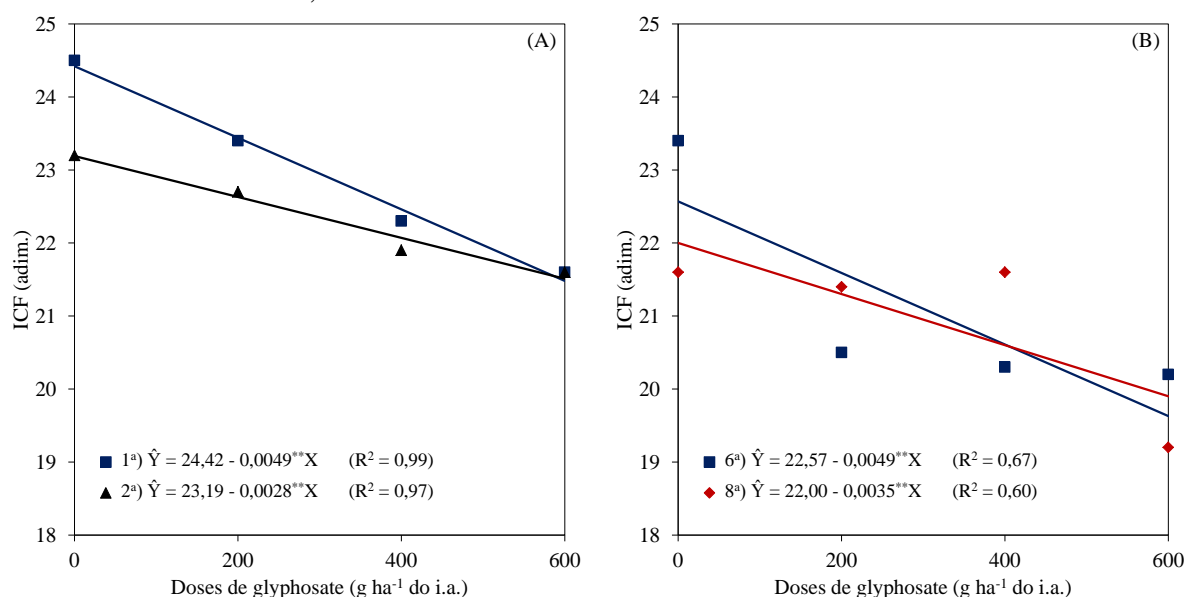 25
24
23
22
21
20
19
18
ICF (adim.)
(A)
1ª) Ŷ = 24,42 - 0,0049**X (R² = 0,99)
2ª) Ŷ = 23,19 - 0,0028**X (R² = 0,97)
0 200 400 600
Doses de glyphosate (g ha⁻¹ do i.a.)
25
24
23
22
21
20
19
18
ICF (adim.)
(B)
6ª) Ŷ = 22,57 - 0,0049**X (R² = 0,67)
8ª) Ŷ = 22,00 - 0,0035**X (R² = 0,60)
0 200 400 600
Doses de glyphosate (g ha⁻¹ do i.a.)